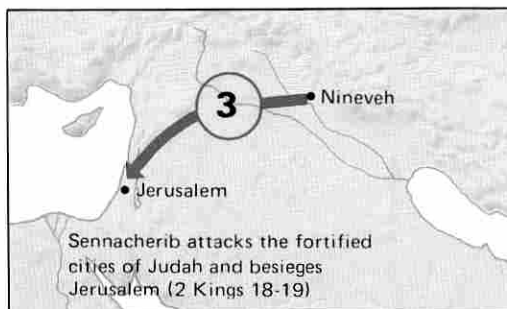 3
Nineveh
Jerusalem
Sennacherib attacks the fortified
cities of Judah and besieges
Jerusalem (2 Kings 18-19)